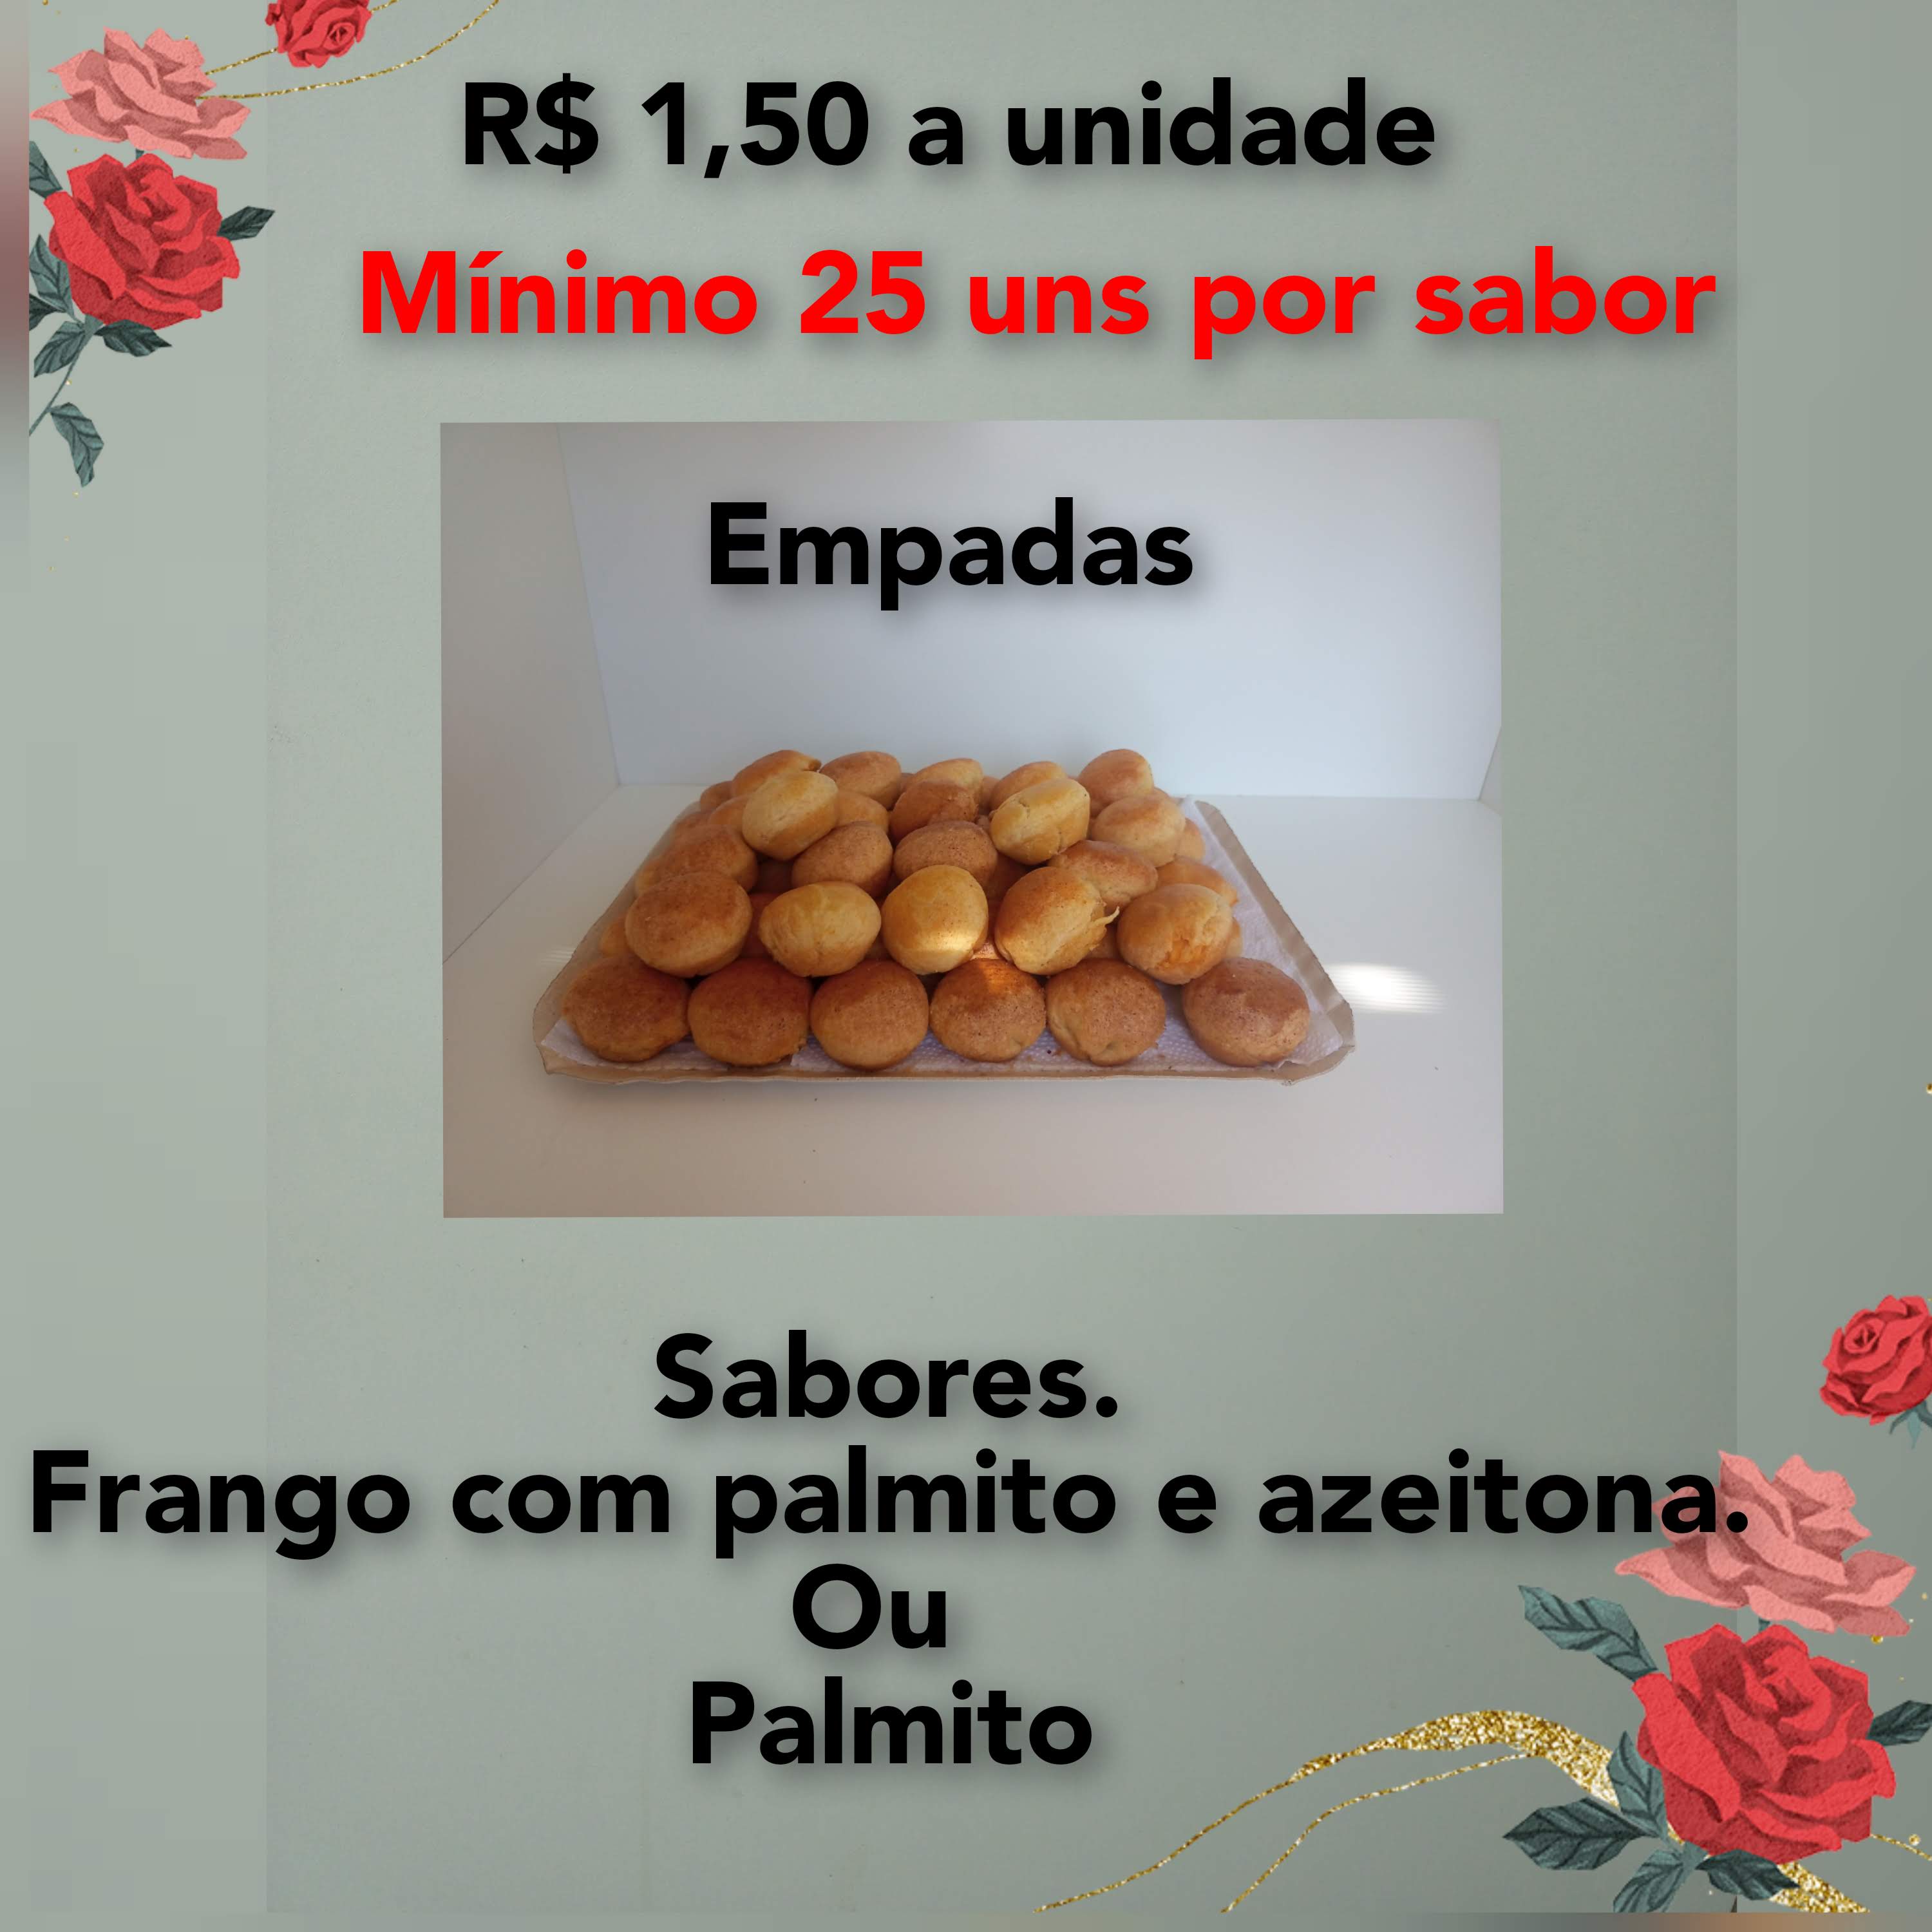 R$ 1,50 a unidade
Mínimo 25 uns por sabor
Empadas
Sabores.
Frango com palmito e azeitona.
Ou
Palmito